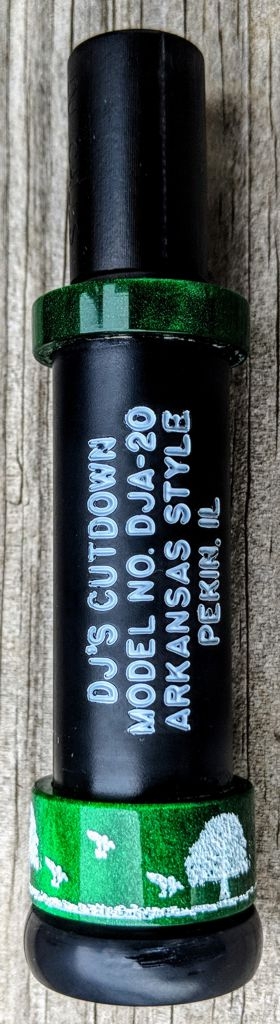 DJ'S CUTDOWN
MODEL NO. DJA-20
ARKANSAS STYLE
PEKIN, IL